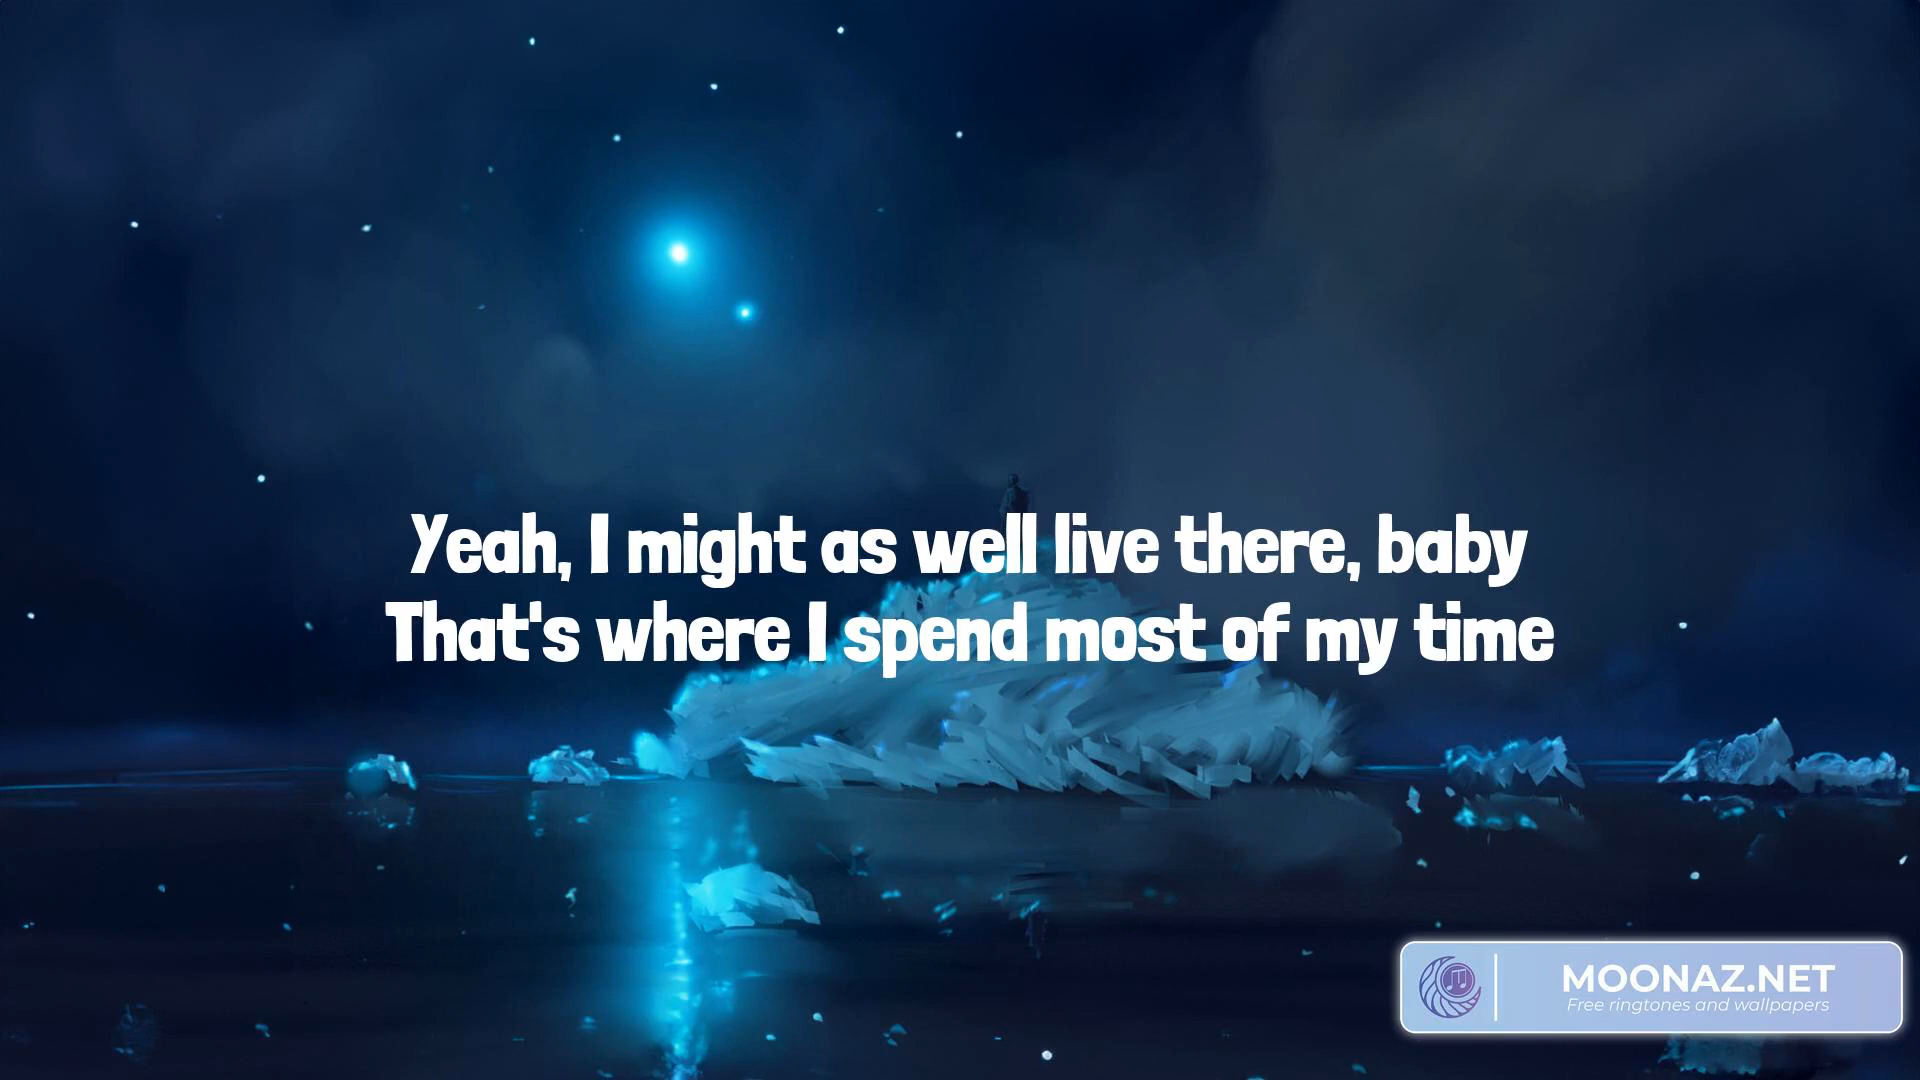 Yeah, I might as well live there, baby
That's where I spend most of my time
MOONAZ.NET
Free ringtones and wallpapers